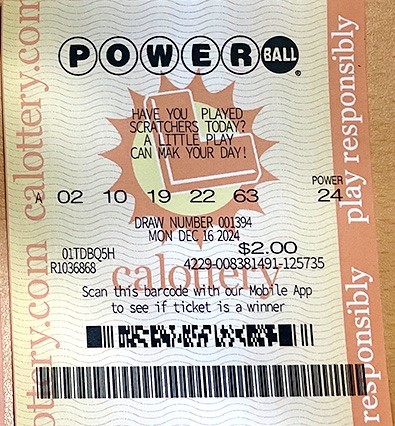 POWER BALL
HAVE YOU PLAYED
SCRATCHERS TODAY?
A LITTLE PLAY
CAN MAK YOUR DAY!
POWER
A 02 10 19 22 63 24
DRAW NUMBER 001394
MON DEC 16 2024
$2.00
01TDBQ5H
R1036868 4229-008381491-125735
calottery
Scan this barcode with our Mobile App
to see if ticket is a winner
ottery.com calottery.com
play responsibly
responsibly